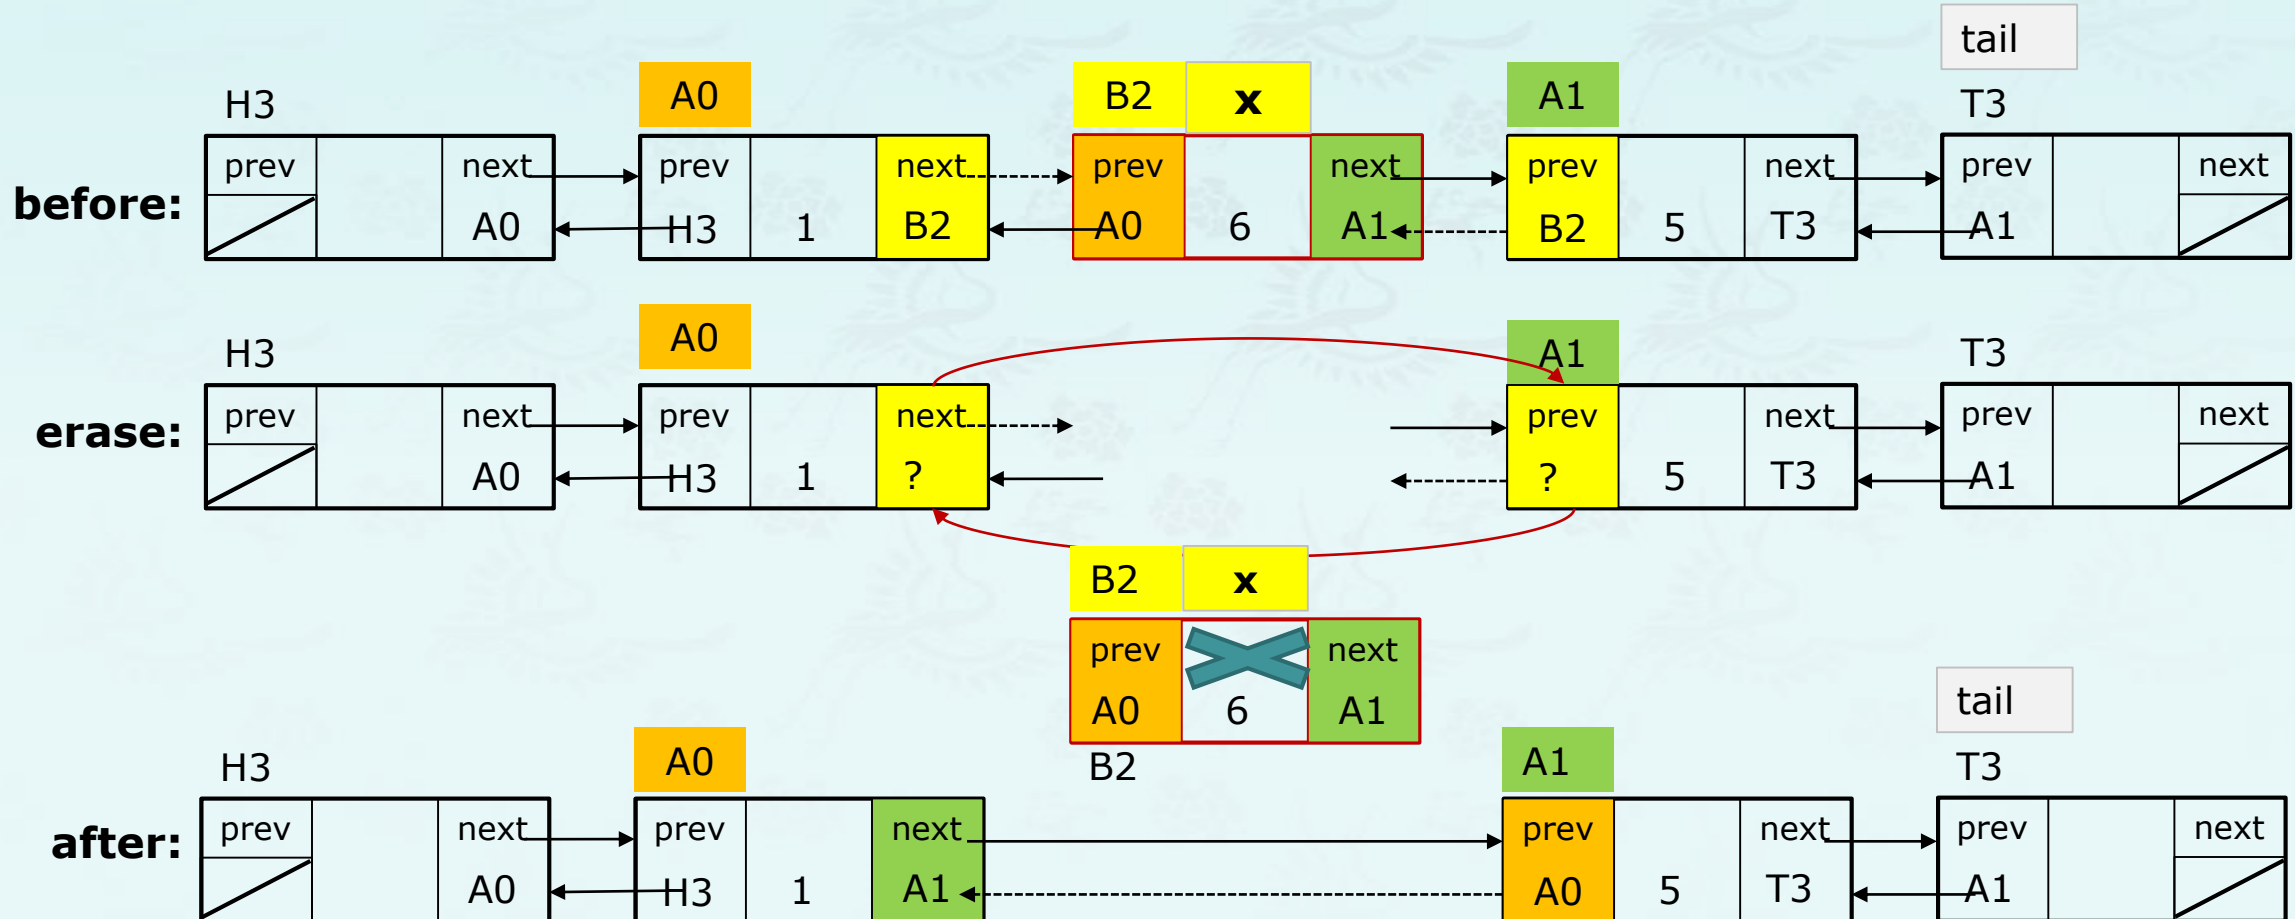 tail
H3 A0 B2 x A1 T3
before:
prev next prev next prev next prev next prev next
A0 H3 1 B2 A0 6 A1 B2 5 T3 A1
H3 A0 A1 T3
erase:
prev next prev next prev next prev next
A0 H3 1 ? ? 5 T3 A1
B2 x
prev next
A0 6 A1
B2
tail
H3 A0 A1 T3
after:
prev next prev next prev next prev next
A0 H3 1 A1 A0 5 T3 A1